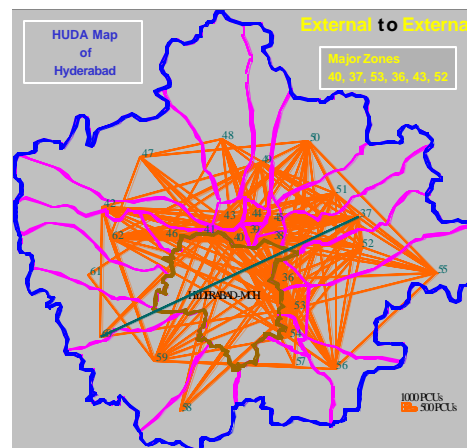 External to Externa
HUDA Map
of
Hyderabad
Major Zones
40, 37, 53, 36, 43, 52
48
50
47
49
51
42
43
44
45
37
46
41
40
39
38
62
52
61
36
55
HYDERABAD-MCH
53
54
59
57
56
58
1000 PCUs
500 PCUs